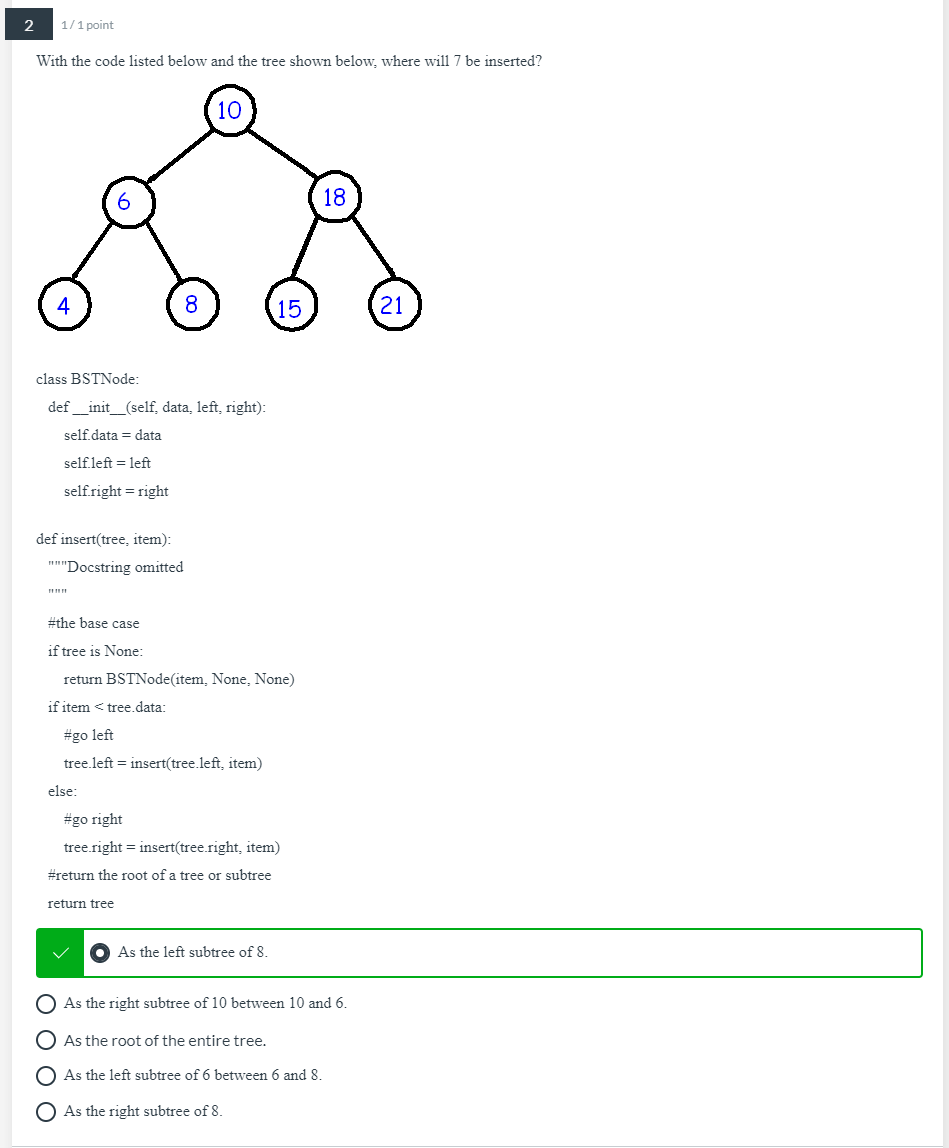 2
1 / 1 point
With the code listed below and the tree shown below, where will 7 be inserted?
10
6
18
4
8
15
21
class BSTNode:
def __init__(self, data, left, right):
self.data = data
self.left = left
self.right = right
def insert(tree, item):
"""Docstring omitted
"""
#the base case
if tree is None:
return BSTNode(item, None, None)
if item < tree.data:
#go left
tree.left = insert(tree.left, item)
else:
#go right
tree.right = insert(tree.right, item)
#return the root of a tree or subtree
return tree
As the left subtree of 8.
As the right subtree of 10 between 10 and 6.
As the root of the entire tree.
As the left subtree of 6 between 6 and 8.
As the right subtree of 8.